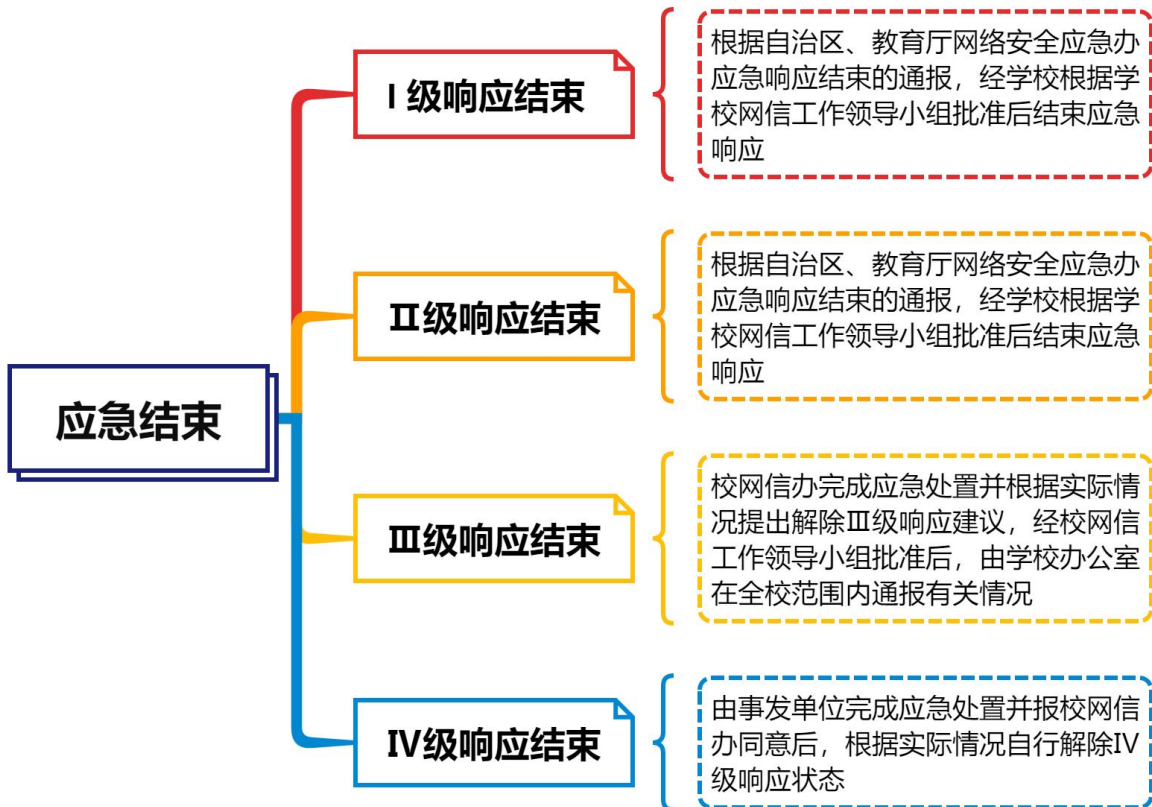 应急结束
I 级响应结束
根据自治区、教育厅网络安全应急办
应急响应结束的通报，经学校根据学
校网信工作领导小组批准后结束应急
响应
Ⅱ级响应结束
根据自治区、教育厅网络安全应急办
应急响应结束的通报，经学校根据学
校网信工作领导小组批准后结束应急
响应
Ⅲ级响应结束
校网信办完成应急处置并根据实际情
况提出解除Ⅲ级响应建议，经校网信
工作领导小组批准后，由学校办公室
在全校范围内通报有关情况
Ⅳ级响应结束
由事发单位完成应急处置并报校网信
办同意后，根据实际情况自行解除Ⅳ
级响应状态